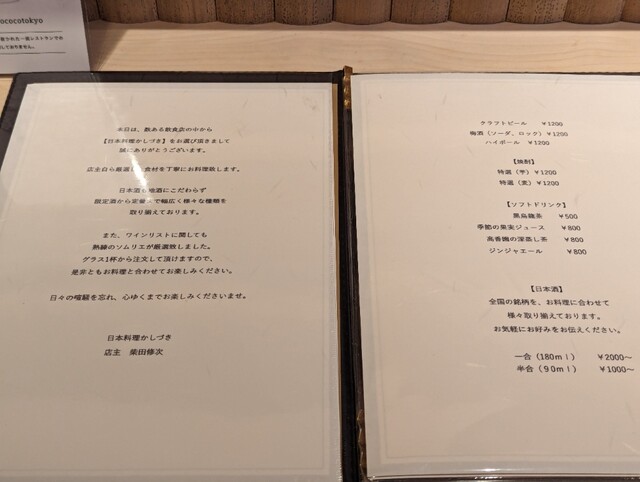 ococotokyo
本日は、数ある飲食店の中から
【日本料理かしづき】をお選び頂きまして
誠にありがとうございます。
店主自ら厳選した食材を丁寧にお料理致します。
日本酒も地酒にこだわらず
限定酒から定番まで幅広く様々な種類を
取り揃えております。
また、ワインリストに関しても
熟練のソムリエが厳選致しました。
グラス1杯から注文して頂けますので、
是非ともお料理と合わせてお楽しみください。
日々の喧騒を忘れ、心ゆくまでお楽しみくださいませ。
日本料理かしづき
店主 柴田修次
クラフトビール ¥1200
梅酒（ソーダ、ロック）¥1200
ハイボール ¥1200
【焼酎】
特選（芋）¥1200
特選（麦）¥1200
【ソフトドリンク】
黒烏龍茶 ¥500
季節の果実ジュース ¥800
高香園の深蒸し茶 ¥800
ジンジャエール ¥800
【日本酒】
全国の銘柄を、お料理に合わせて
様々取り揃えております。
お気軽にお好みをお伝えください。
一合（180ml） ¥2000～
半合（90ml） ¥1000～